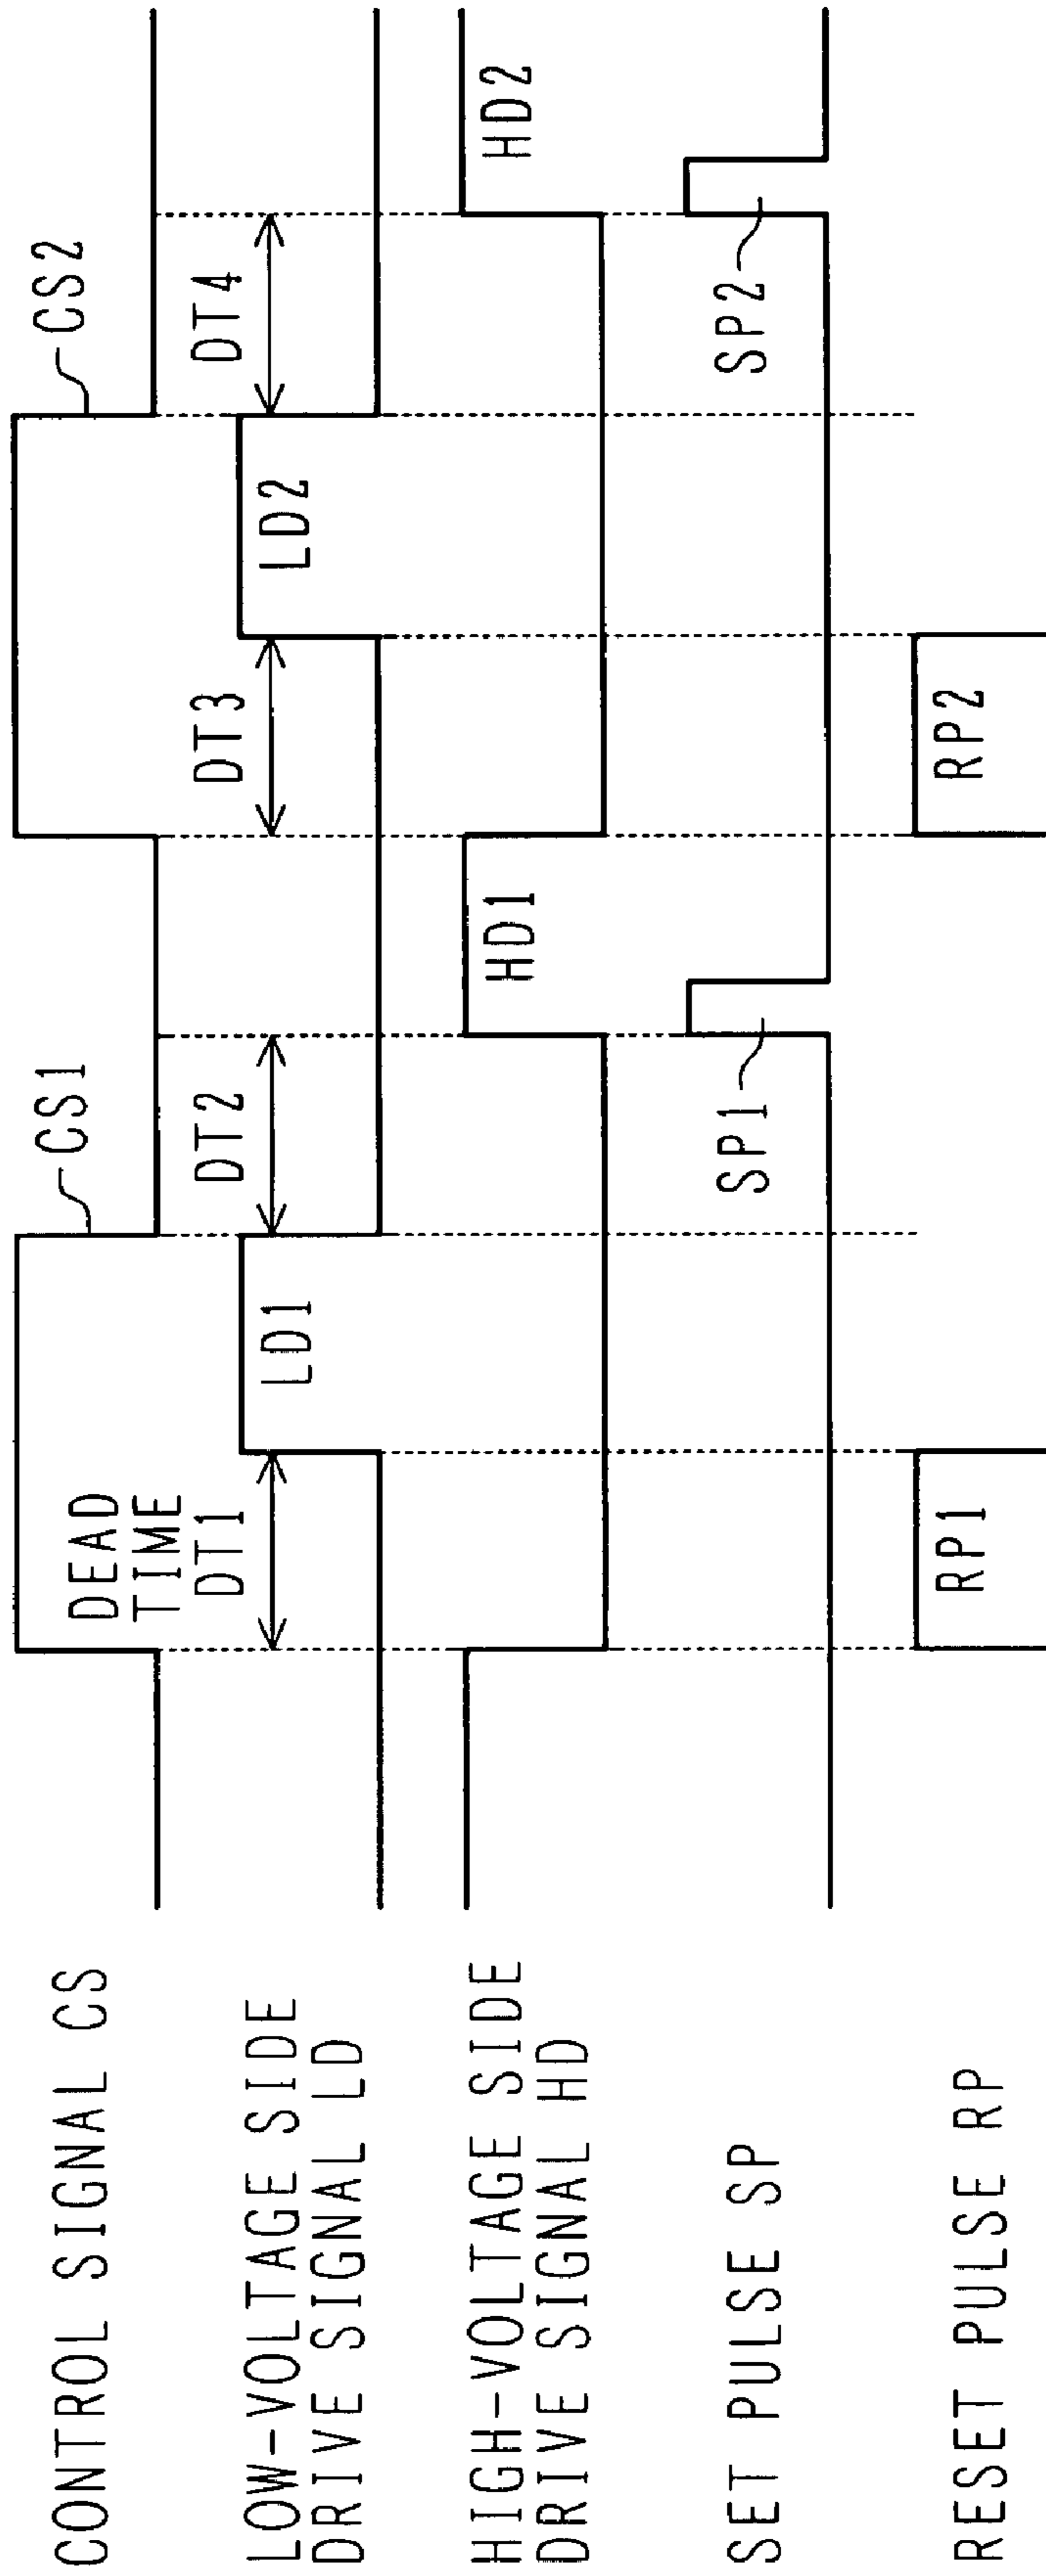 CONTROL SIGNAL CS
CS1
CS2
DEAD
TIME
DT1
DT2
DT3
DT4
LOW-VOLTAGE SIDE
DRIVE SIGNAL LD
LD1
LD2
HIGH-VOLTAGE SIDE
DRIVE SIGNAL HD
HD1
HD2
SET PULSE SP
SP1
SP2
RESET PULSE RP
RP1
RP2